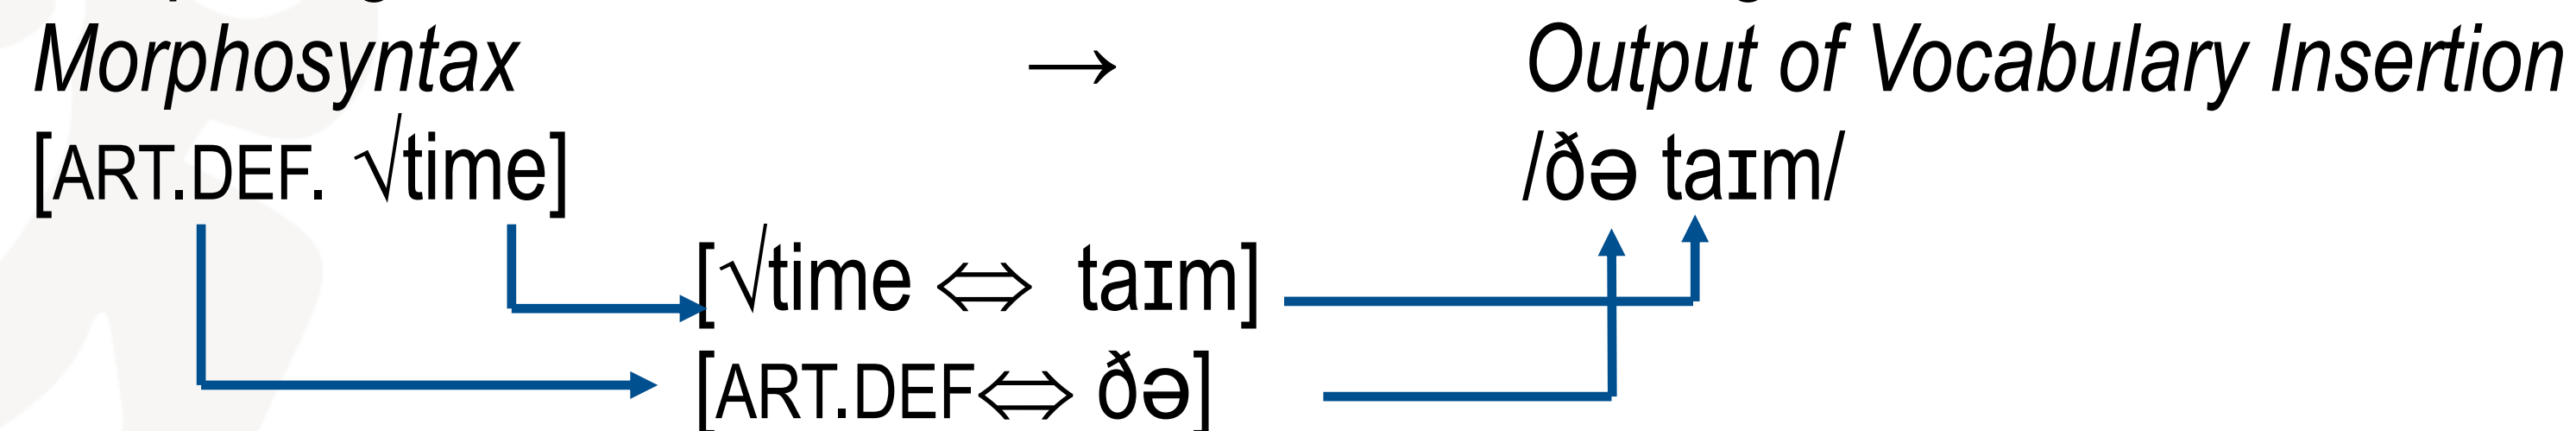 Morphosyntax → Output of Vocabulary Insertion
[ART.DEF. √time] /ðə taɪm/
[√time ⇔ taɪm]
[ART.DEF⇔ ðə]